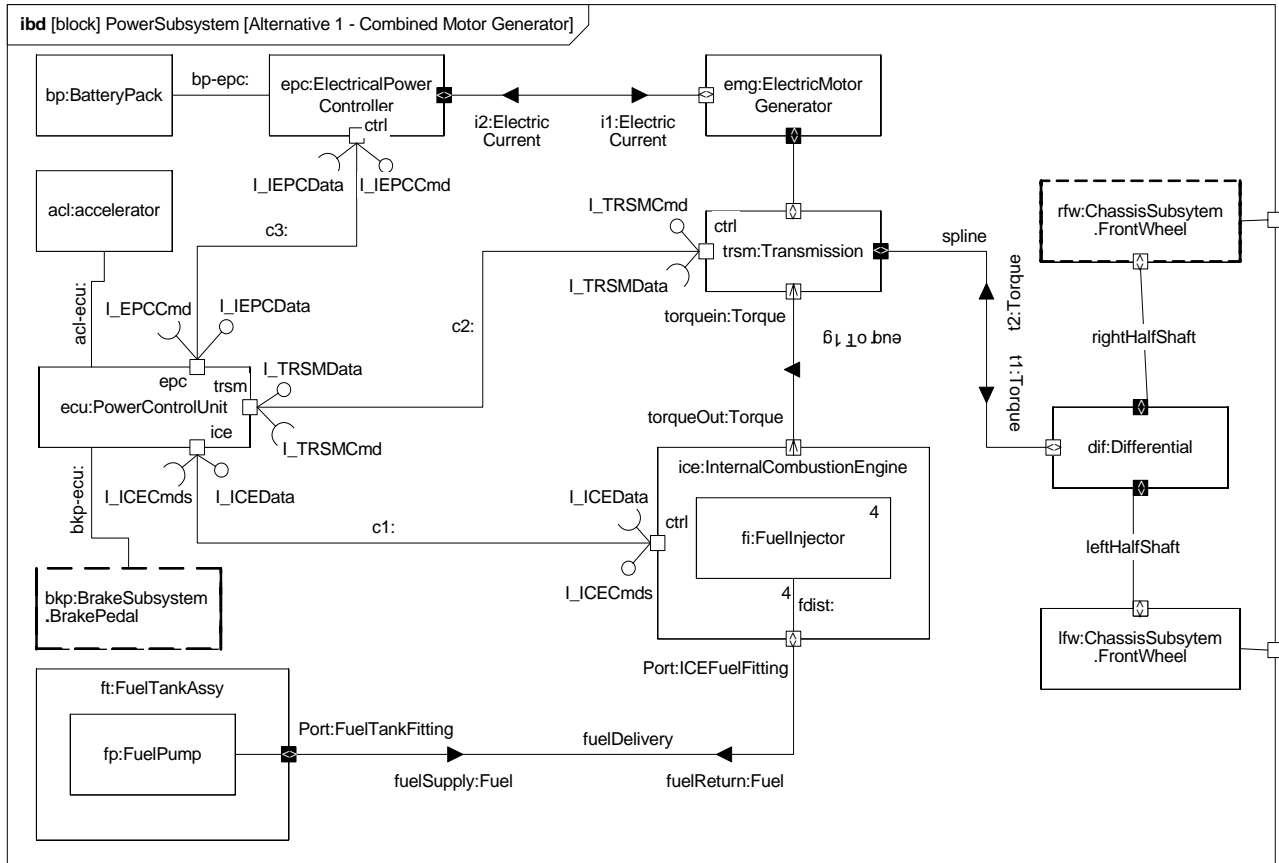 ibd [block] PowerSubsystem [Alternative 1 - Combined Motor Generator]
bp:BatteryPack
bp-epc:
epc:ElectricalPower
Controller
ctrl
i2:Electric
Current
i1:Electric
Current
emg:ElectricMotor
Generator
I_IEPCData
I_IEPCCmd
acl:accelerator
c3:
I_TRSMCmd
ctrl
trsm:Transmission
I_TRSMData
spline
rfw:ChassisSubsytem
.FrontWheel
acl-ecu:
I_EPCCmd
I_IEPCData
c2:
torquein:Torque
t2:Torque
t1:Torque
rightHalfShaft
epc
trsm
I_TRSMData
ecu:PowerControlUnit
ice
I_TRSMCmd
torqueOut:Torque
dif:Differential
bkp-ecu:
I_ICECmds
I_ICEData
c1:
ice:InternalCombustionEngine
I_ICEData
ctrl
4
fi:FuelInjector
I_ICECmds
4
fdist:
leftHalfShaft
bkp:BrakeSubsystem
.BrakePedal
lfw:ChassisSubsytem
.FrontWheel
Port:ICEFuelFitting
ft:FuelTankAssy
fp:FuelPump
Port:FuelTankFitting
fuelDelivery
fuelSupply:Fuel
fuelReturn:Fuel